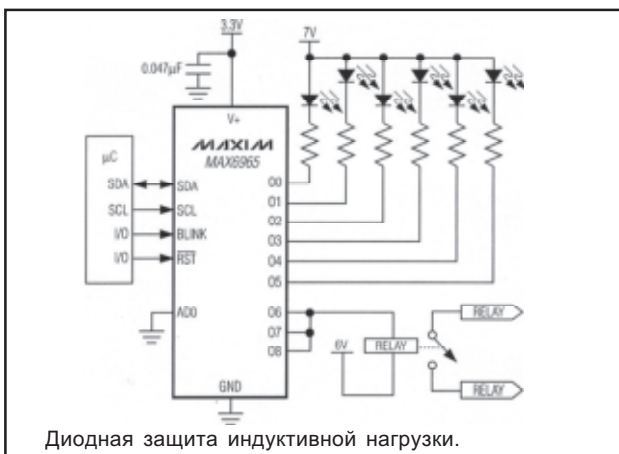 3.3V
7V
0.047µF
V+
MAXIM
MAX6965
µC
SDA
SDA
SCL
SCL
I/O
BLINK
I/O
RST
AD0
GND
O0
O1
O2
O3
O4
O5
O6
O7
O8
6V
RELAY
RELAY
RELAY
Диодная защита индуктивной нагрузки.